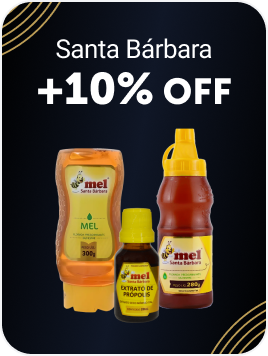 Santa Bárbara
+10% OFF
mel
Santa Bárbara
MEL
300g
mel
Santa Bárbara
EXTRATO DE
PRÓPOLIS
mel
Santa Bárbara
280g